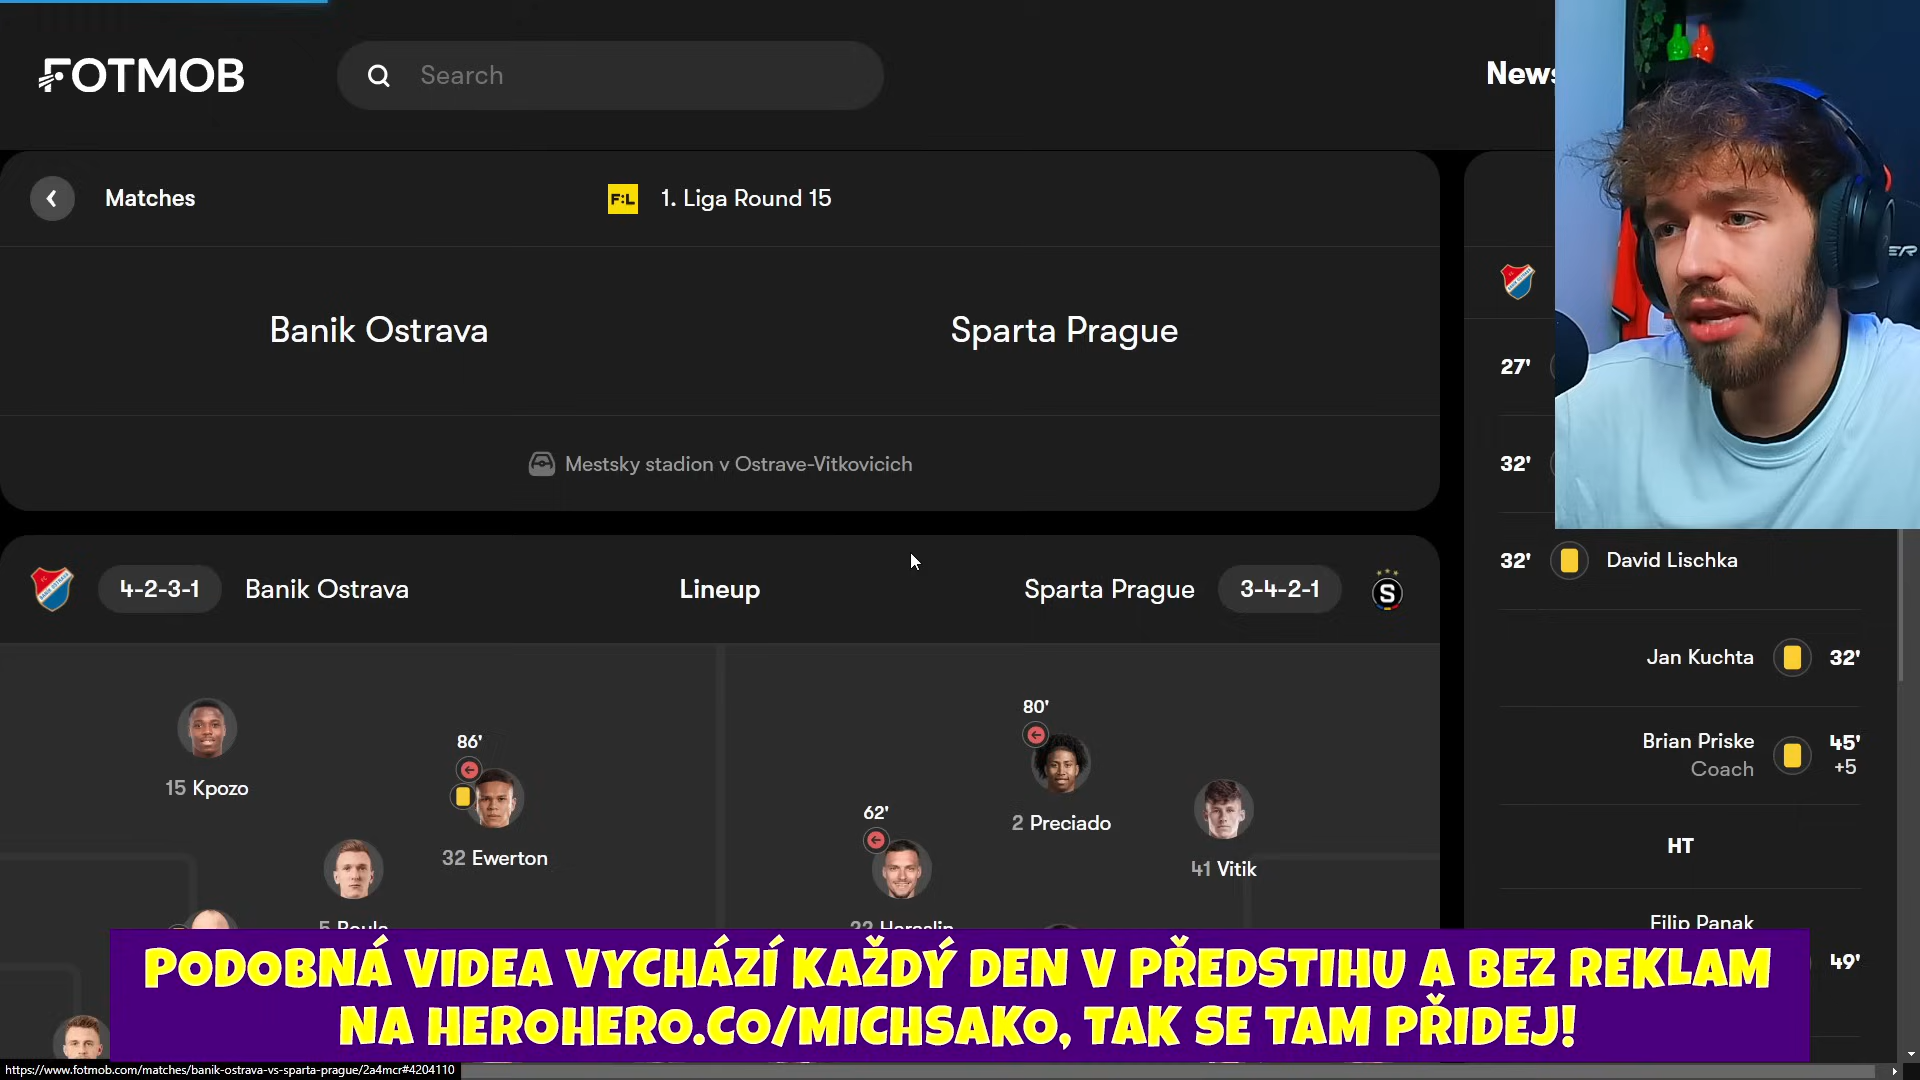 FOTMOB
Search
News
Matches
F:L
1. Liga Round 15
Banik Ostrava
Sparta Prague
Mestsky stadion v Ostrave-Vitkovicich
27'
32'
4-2-3-1
Banik Ostrava
Lineup
Sparta Prague
3-4-2-1
S
32'
David Lischka
Jan Kuchta
32'
Brian Priske
Coach
45'
+5
HT
Filip Panak
49'
15 Kpozo
86'
32 Ewerton
80'
2 Preciado
62'
41 Vitik
PODOBNÁ VIDEA VYCHÁZÍ KAŽDÝ DEN V PŘEDSTIHU A BEZ REKLAM
NA HEROHERO.CO/MICHSAKO, TAK SE TAM PŘIDEJ!
https://www.fotmob.com/matches/banik-ostrava-vs-sparta-prague/2a4mcr#4204110